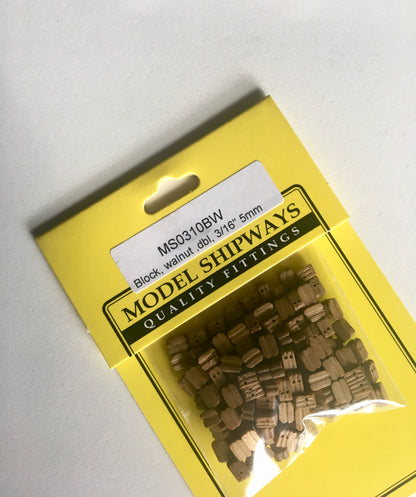 MS0310BW
Block, walnut ,dbl, 3/16" 5mm
MODEL SHIPWAYS
QUALITY FITTINGS